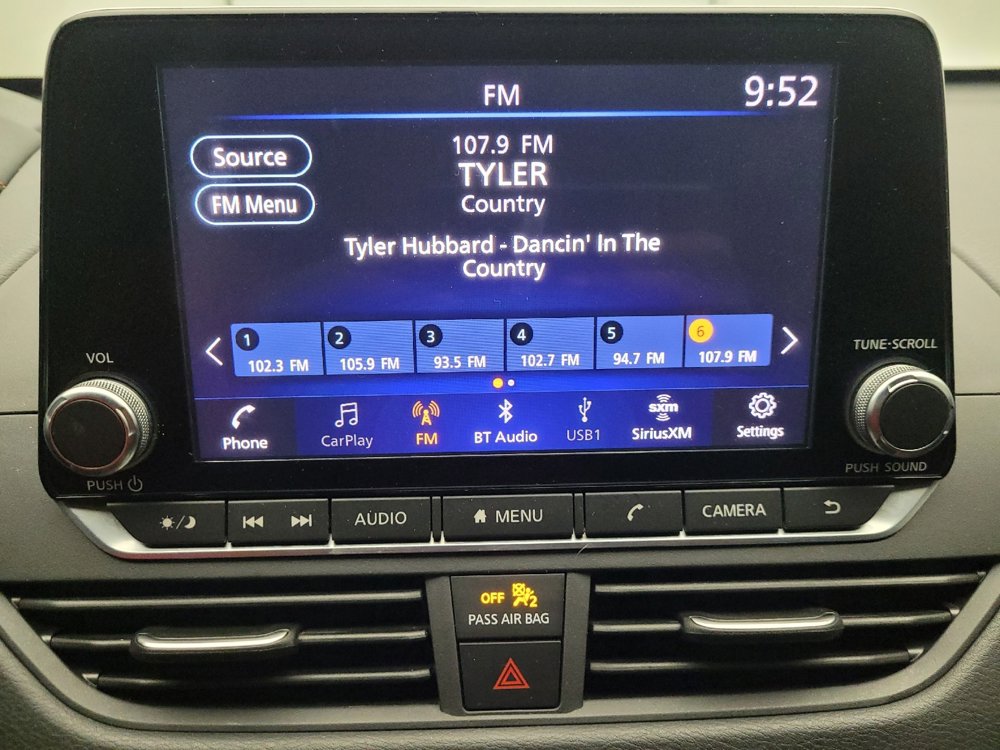 FM
9:52
Source
FM Menu
107.9 FM
TYLER
Country
Tyler Hubbard - Dancin' In The
Country
1 102.3 FM
2 105.9 FM
3 93.5 FM
4 102.7 FM
5 94.7 FM
6 107.9 FM
Phone
CarPlay
FM
BT Audio
USB1
sxm
SiriusXM
Settings
VOL
PUSH
TUNE·SCROLL
PUSH SOUND
AUDIO
MENU
CAMERA
OFF 2
PASS AIR BAG